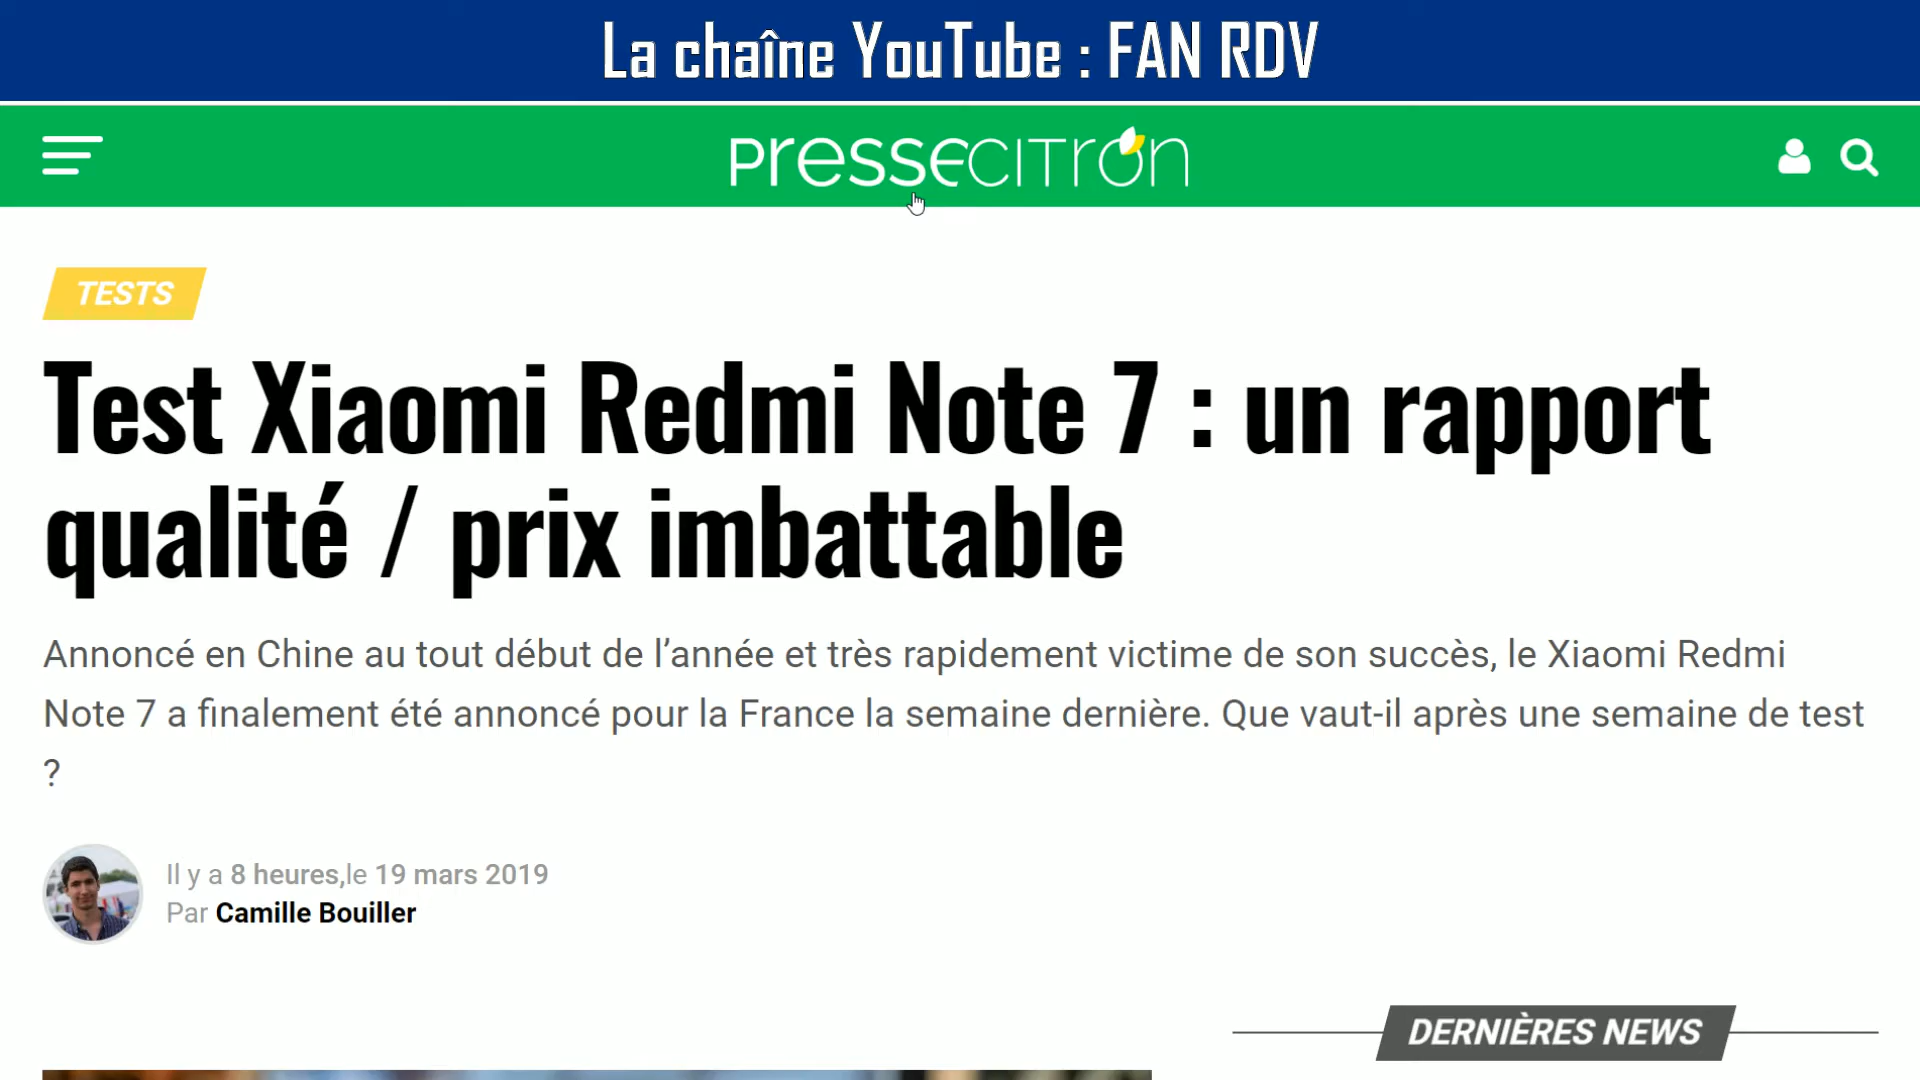 La chaîne YouTube : FAN RDV
pressecitron
TESTS
Test Xiaomi Redmi Note 7 : un rapport
qualité / prix imbattable
Annoncé en Chine au tout début de l’année et très rapidement victime de son succès, le Xiaomi Redmi
Note 7 a finalement été annoncé pour la France la semaine dernière. Que vaut-il après une semaine de test
?
Il y a 8 heures,le 19 mars 2019
Par Camille Bouiller
DERNIÈRES NEWS